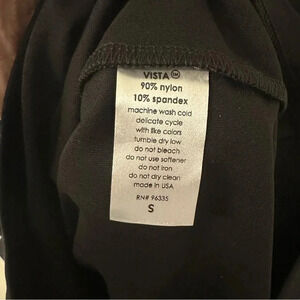 VISTA
90% nylon
10% spandex
machine wash cold
delicate cycle
with like colors
tumble dry low
do not bleach
do not use softener
do not iron
do not dry clean
made in USA
RN# 96335
S